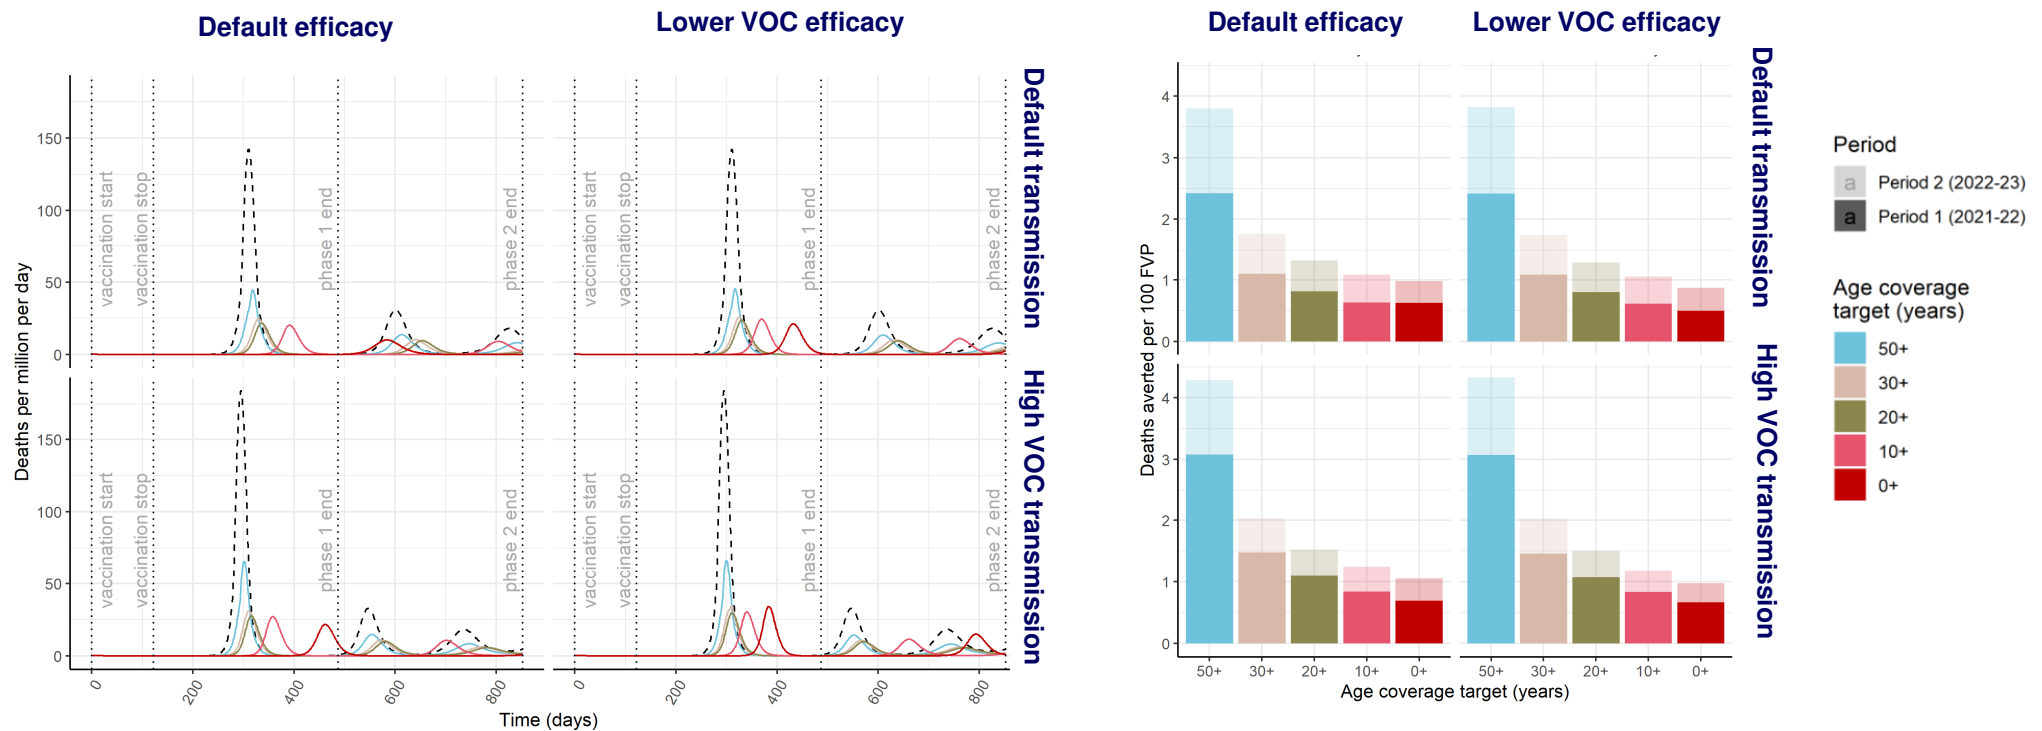 Default efficacy
Lower VOC efficacy
Default efficacy
Lower VOC efficacy
Deaths per million per day
150
100
50
0
vaccination start
vaccination stop
phase 1 end
phase 2 end
vaccination start
vaccination stop
phase 1 end
phase 2 end
Default transmission
150
100
50
0
vaccination start
vaccination stop
phase 1 end
phase 2 end
vaccination start
vaccination stop
phase 1 end
phase 2 end
High VOC transmission
0
200
400
600
800
0
200
400
600
800
Time (days)
Deaths averted per 100 FVP
4
3
2
1
0
Default transmission
4
3
2
1
0
High VOC transmission
50+
30+
20+
10+
0+
50+
30+
20+
10+
0+
Age coverage target (years)
Period
a Period 2 (2022-23)
a Period 1 (2021-22)
Age coverage
target (years)
50+
30+
20+
10+
0+